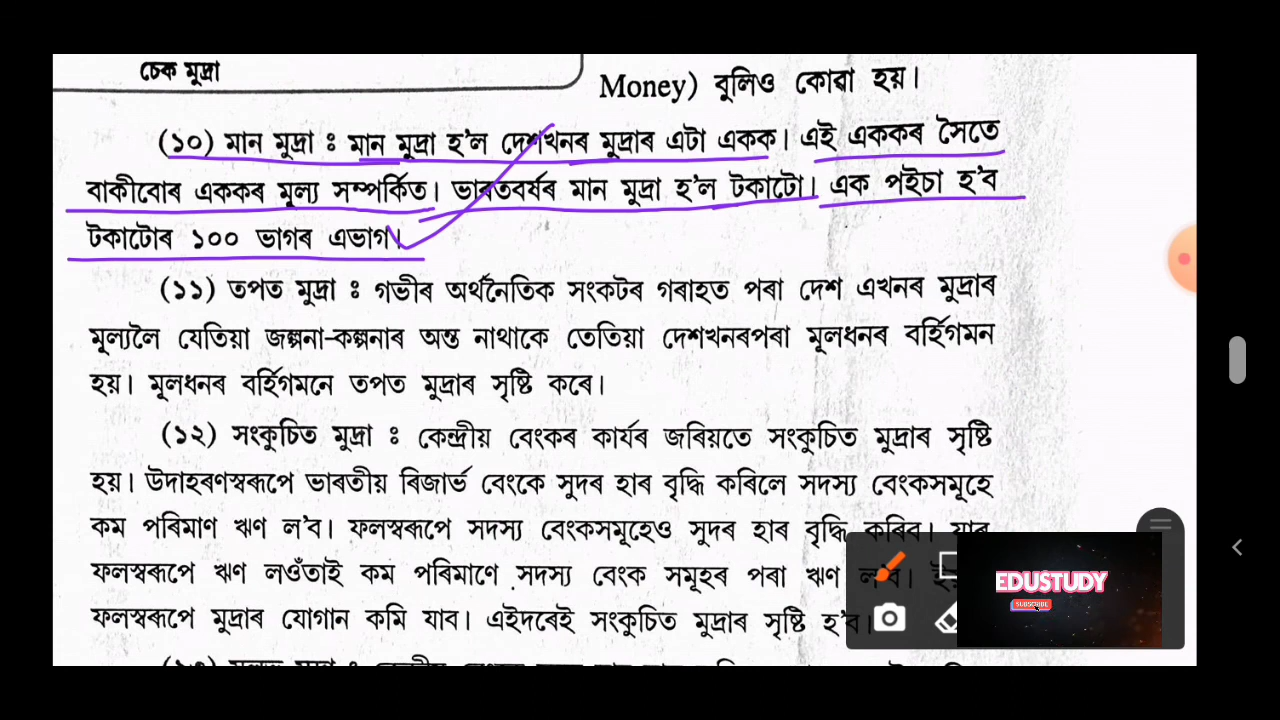 চেক মুদ্ৰা
Money) বুলিও কোৱা হয়।
(১০) মান মুদ্ৰা ঃ মান মুদ্ৰা হ'ল দেশখনৰ মুদ্ৰাৰ এটা একক। এই এককৰ সৈতে
বাকীবোৰ এককৰ মূল্য সম্পৰ্কিত। ভাৰতবৰ্ষৰ মান মুদ্ৰা হ'ল টকাটো। এক পইচা হ'ব
টকাটোৰ ১০০ ভাগৰ এভাগ।
(১১) তপত মুদ্ৰা ঃ গভীৰ অৰ্থনৈতিক সংকটৰ গৰাহত পৰা দেশ এখনৰ মুদ্ৰাৰ
মূল্যলৈ যেতিয়া জল্পনা-কল্পনাৰ অন্ত নাথাকে তেতিয়া দেশখনৰপৰা মূলধনৰ বৰ্হিগমন
হয়। মূলধনৰ বৰ্হিগমনে তপত মুদ্ৰাৰ সৃষ্টি কৰে।
(১২) সংকুচিত মুদ্ৰা ঃ কেন্দ্ৰীয় বেংকৰ কাৰ্যৰ জৰিয়তে সংকুচিত মুদ্ৰাৰ সৃষ্টি
হয়। উদাহৰণস্বৰূপে ভাৰতীয় ৰিজাৰ্ভ বেংকে সুদৰ হাৰ বৃদ্ধি কৰিলে সদস্য বেংকসমূহে
কম পৰিমাণ ঋণ ল'ব। ফলস্বৰূপে সদস্য বেংকসমূহেও সুদৰ হাৰ বৃদ্ধি কৰিব। যাৰ
ফলস্বৰূপে ঋণ লওঁতাই কম পৰিমাণে সদস্য বেংক সমূহৰ পৰা ঋণ ল'ব।
ফলস্বৰূপে মুদ্ৰাৰ যোগান কমি যাব। এইদৰেই সংকুচিত মুদ্ৰাৰ সৃষ্টি হ'ব।
EDUSTUDY
SUBSCRIBE